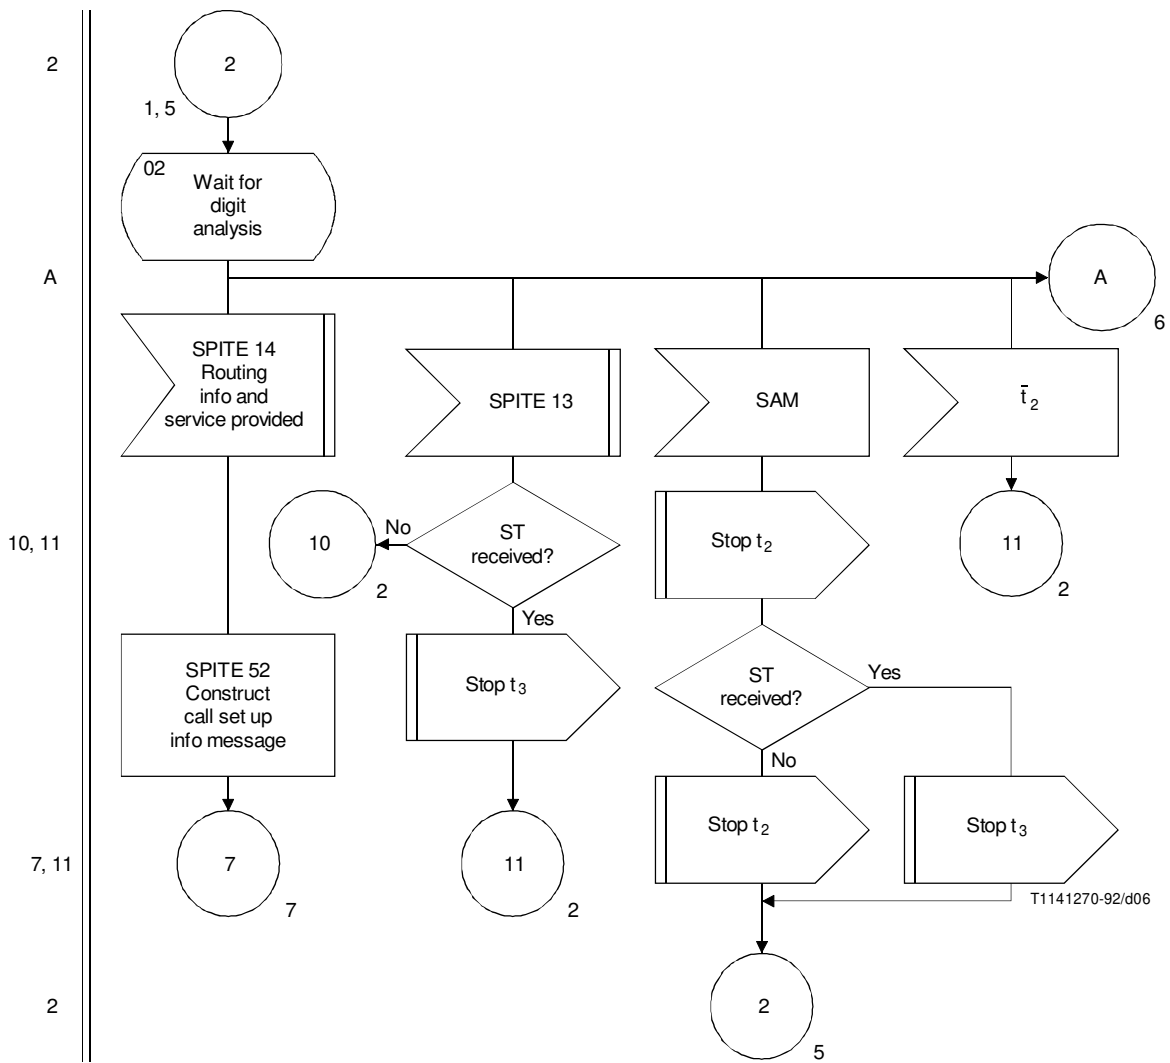 2
2
1, 5
02
Wait for
digit
analysis
A
A
6
SPITE 14
Routing
info and
service provided
SPITE 13
SAM
t̄2
10, 11
No
10
2
ST
received?
Yes
Stop t2
11
2
SPITE 52
Construct
call set up
info message
Stop t3
ST
received?
Yes
No
Stop t2
Stop t3
7, 11
7
7
11
2
T1141270-92/d06
2
2
5